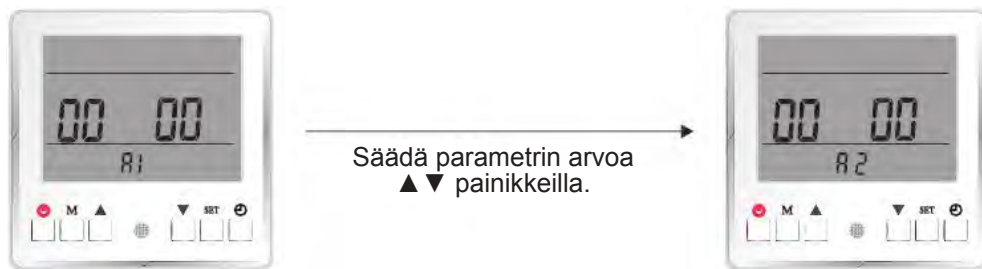 00 00
A1
M ▲ ▼ SET
Säädä parametrin arvoa
▲ ▼ painikkeilla.
00 00
A2
M ▲ ▼ SET